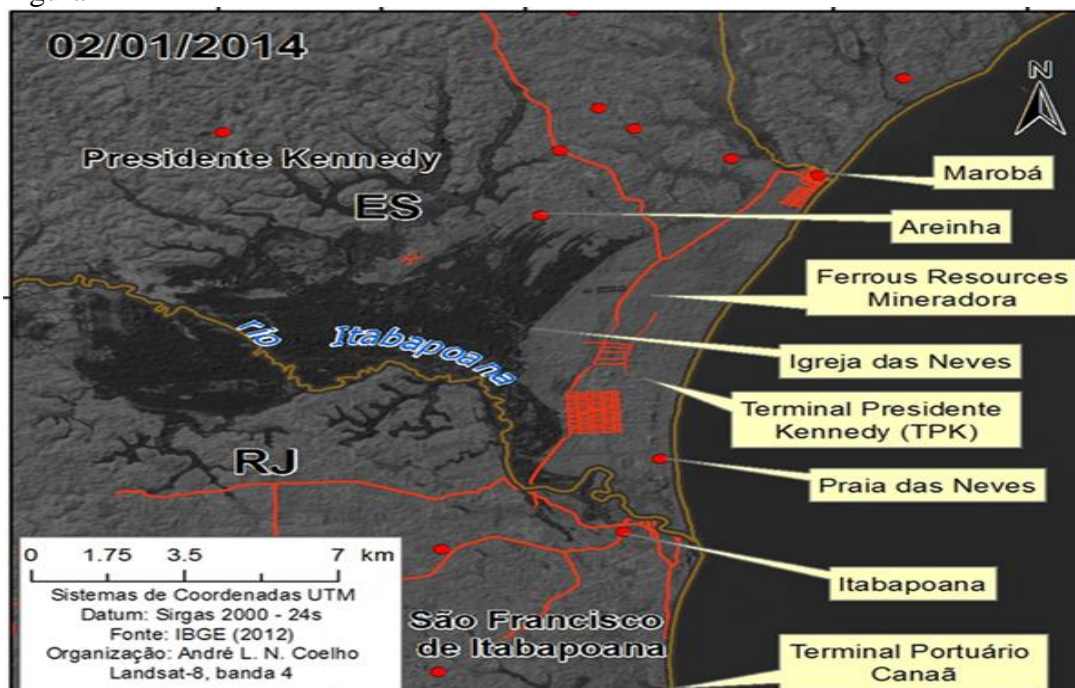 02/01/2014
N
Presidente Kennedy
ES
Marobá
Areinha
Ferrous Resources
Mineradora
rio Itabapoana
Igreja das Neves
Terminal Presidente
Kennedy (TPK)
RJ
Praia das Neves
0 1.75 3.5 7 km
Sistemas de Coordenadas UTM
Datum: Sirgas 2000 - 24s
Fonte: IBGE (2012)
Organização: André L. N. Coelho
Landsat-8, banda 4
Itabapoana
São Francisco
de Itabapoana
Terminal Portuário
Canaã